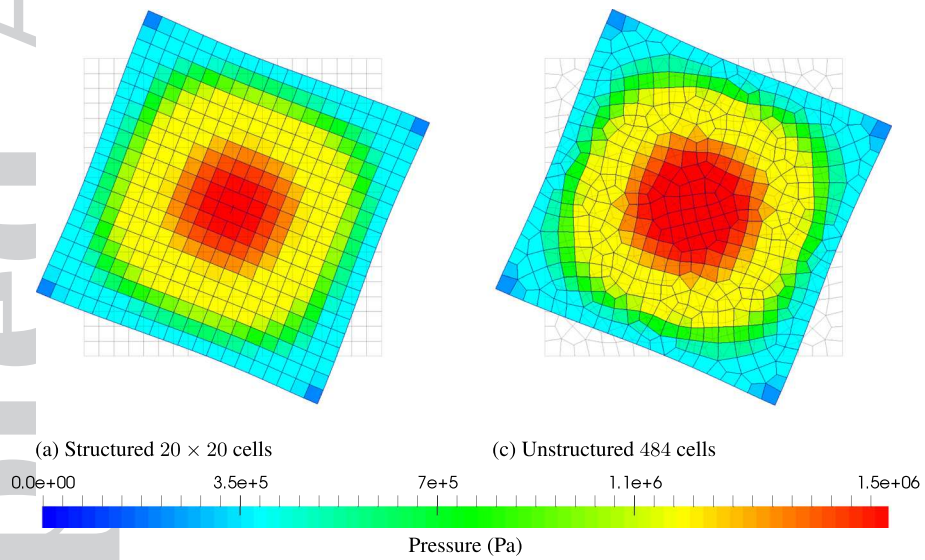 (a) Structured 20 × 20 cells
(c) Unstructured 484 cells
0.0e+00 3.5e+5 7e+5 1.1e+6 1.5e+06
Pressure (Pa)